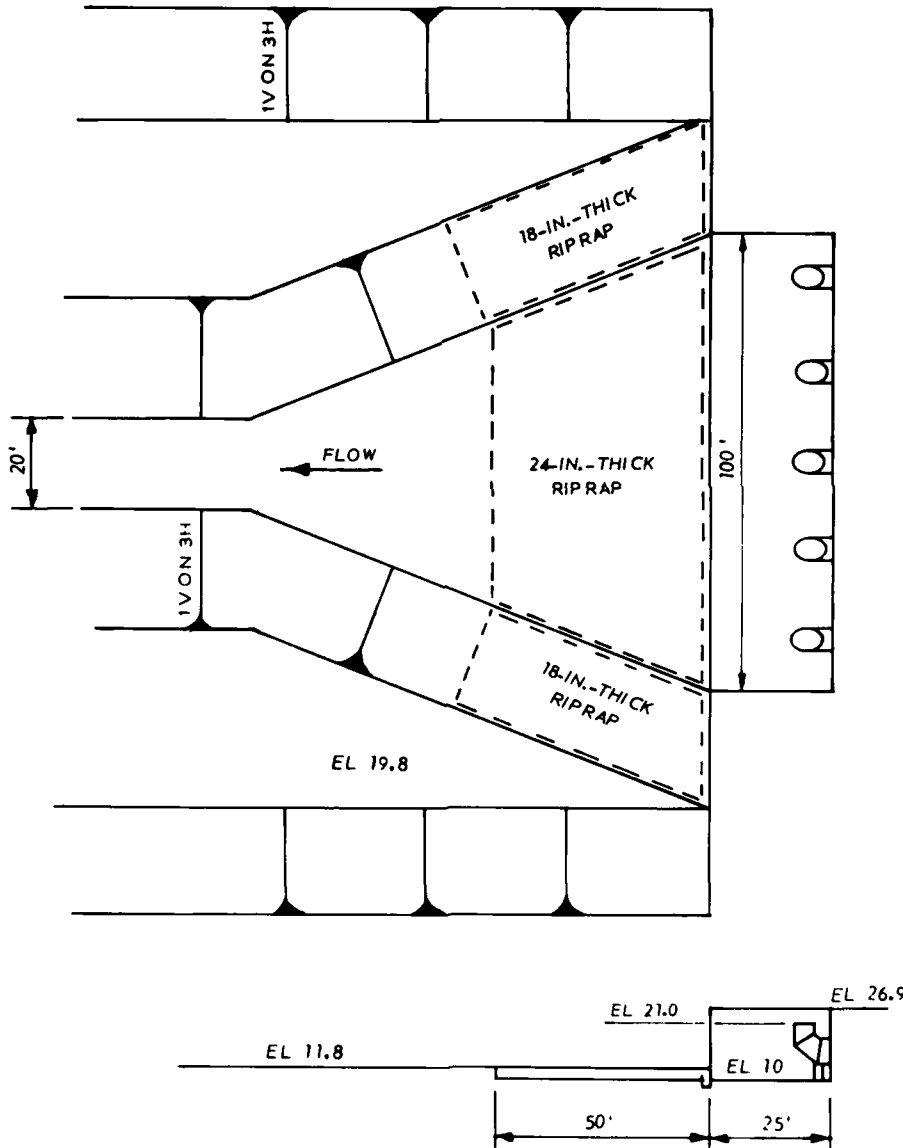 1V ON 3H
18-IN.-THICK
RIPRAP
20'
FLOW
24-IN.-THICK
RIPRAP
100'
1V ON 3H
18-IN.-THICK
RIPRAP
EL 19.8
EL 26.9
EL 21.0
EL 11.8
EL 10
50'
25'